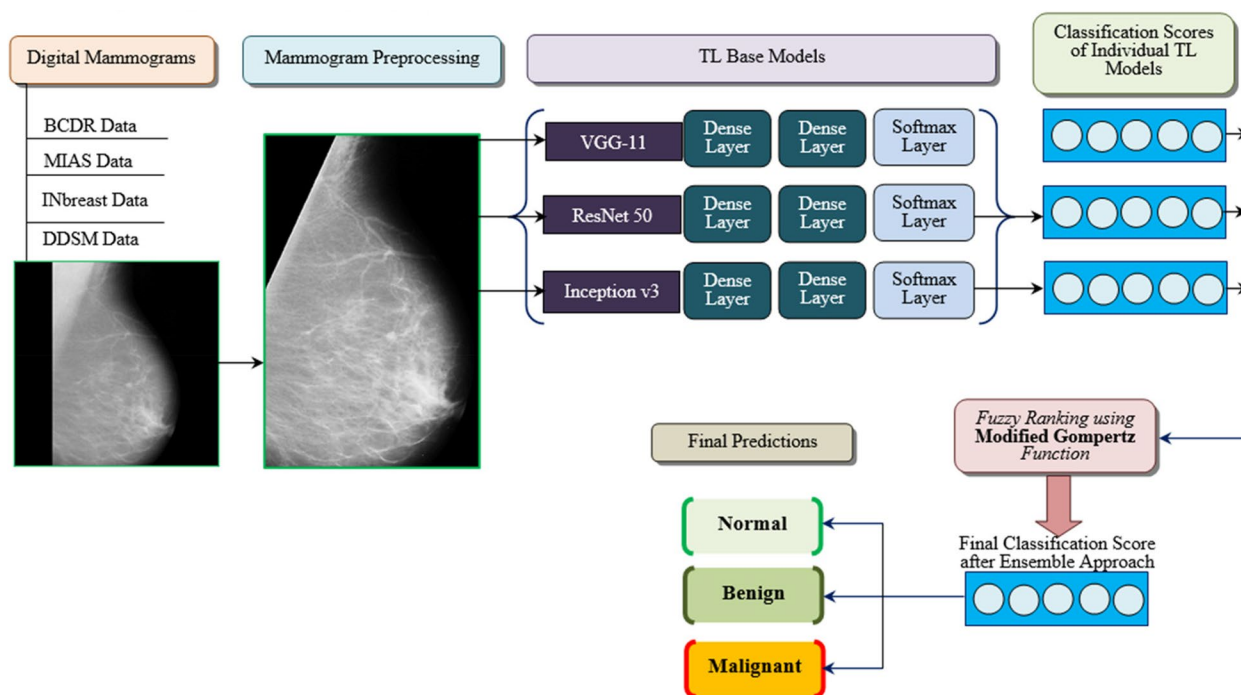 Digital Mammograms
Mammogram Preprocessing
TL Base Models
Classification Scores
of Individual TL
Models
BCDR Data
MIAS Data
INbreast Data
DDSM Data
VGG-11
Dense
Layer
Dense
Layer
Softmax
Layer
ResNet 50
Dense
Layer
Dense
Layer
Softmax
Layer
Inception v3
Dense
Layer
Dense
Layer
Softmax
Layer
Fuzzy Ranking using
Modified Gompertz
Function
Final Classification Score
after Ensemble Approach
Final Predictions
Normal
Benign
Malignant